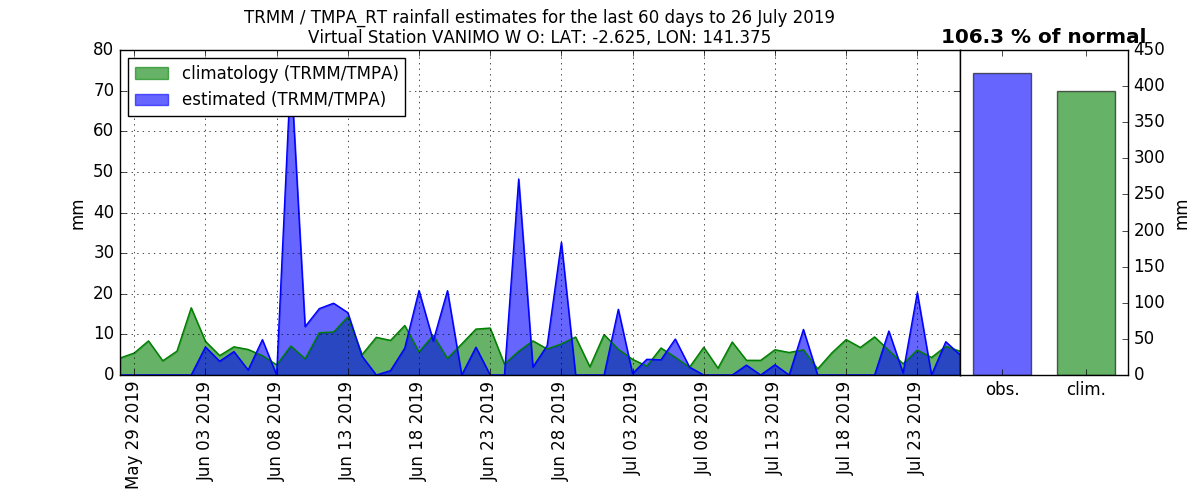 TRMM / TMPA_RT rainfall estimates for the last 60 days to 26 July 2019
Virtual Station VANIMO W O: LAT: -2.625, LON: 141.375
106.3 % of normal
climatology (TRMM/TMPA)
estimated (TRMM/TMPA)
mm
80
70
60
50
40
30
20
10
0
May 29 2019
Jun 03 2019
Jun 08 2019
Jun 13 2019
Jun 18 2019
Jun 23 2019
Jun 28 2019
Jul 03 2019
Jul 08 2019
Jul 13 2019
Jul 18 2019
Jul 23 2019
obs.
clim.
450
400
350
300
250
200
150
100
50
0
mm